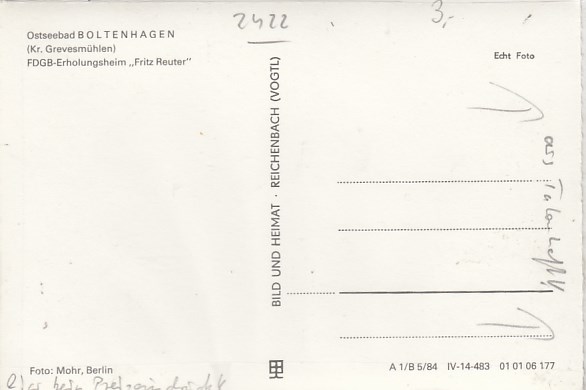 2422
3,-
Ostseebad BOLTENHAGEN
(Kr. Grevesmühlen)
FDGB-Erholungsheim „Fritz Reuter”
Echt Foto
BILD UND HEIMAT · REICHENBACH (VOGTL)
aus
Foto: Mohr, Berlin
A 1/B 5/84 IV-14-483 01 01 06 177